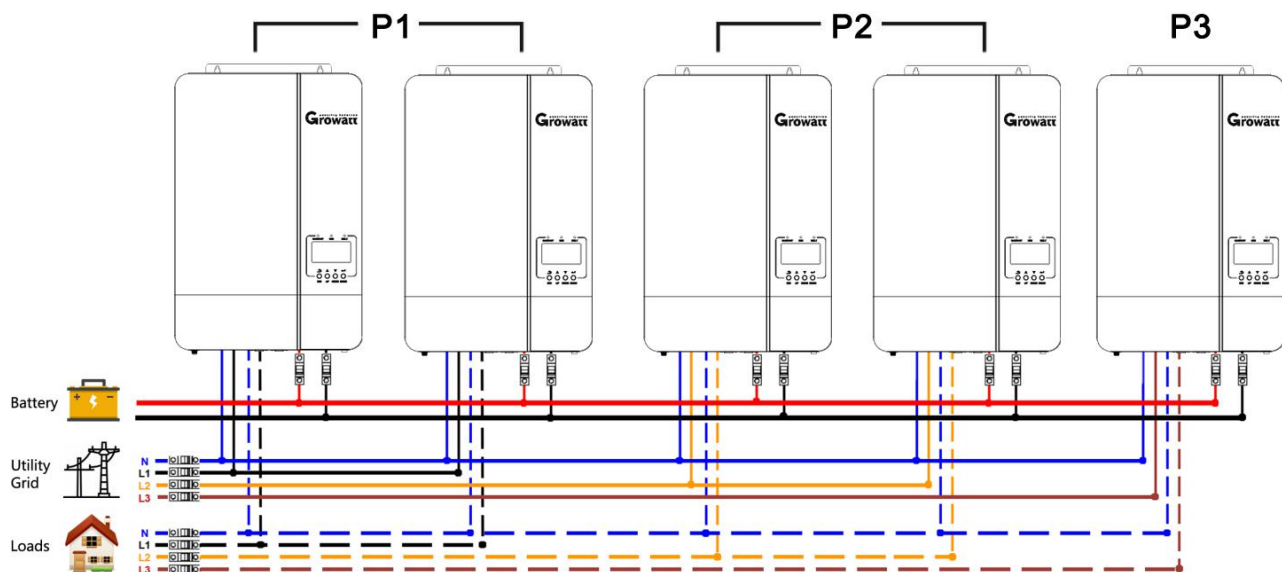 P1
P2
P3
Growatt
Growatt
Growatt
Growatt
Growatt
Battery
+ -
Utility
Grid
N
L1
L2
L3
Loads
N
L1
L2
L3